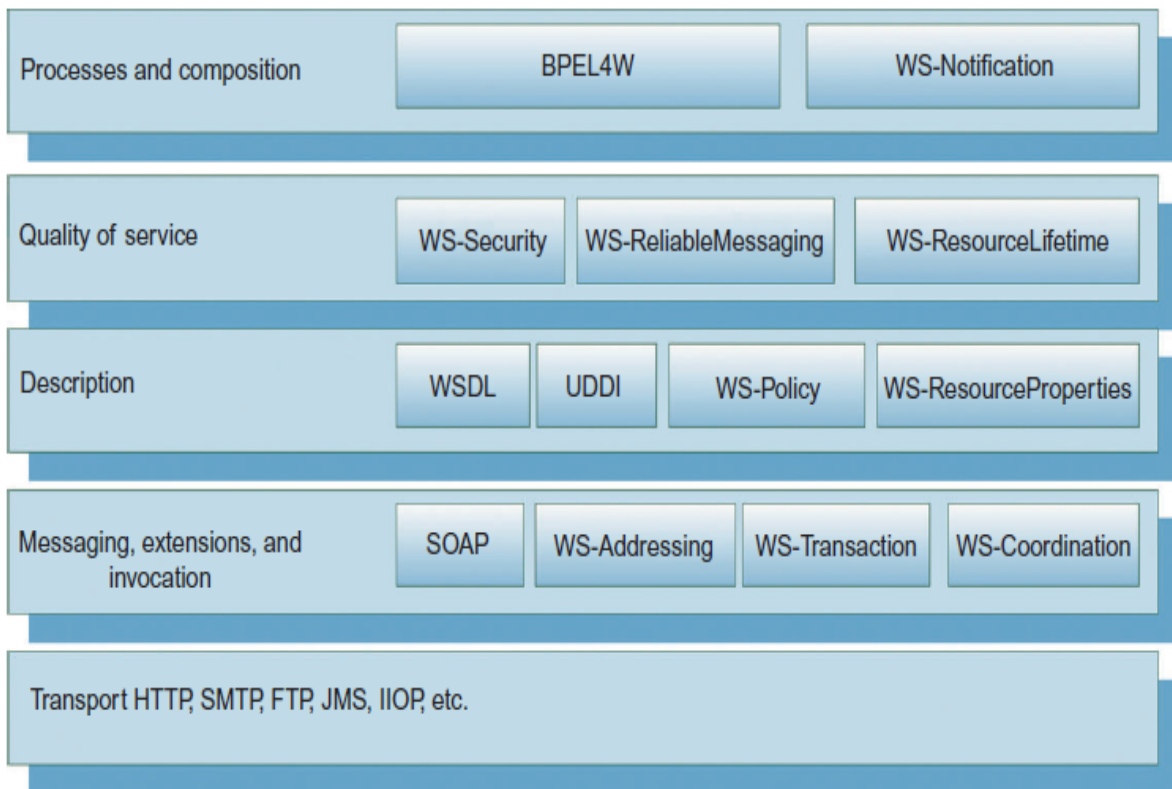 Processes and composition
BPEL4W
WS-Notification
Quality of service
WS-Security
WS-ReliableMessaging
WS-ResourceLifetime
Description
WSDL
UDDI
WS-Policy
WS-ResourceProperties
Messaging, extensions, and
invocation
SOAP
WS-Addressing
WS-Transaction
WS-Coordination
Transport HTTP, SMTP, FTP, JMS, IIOP, etc.